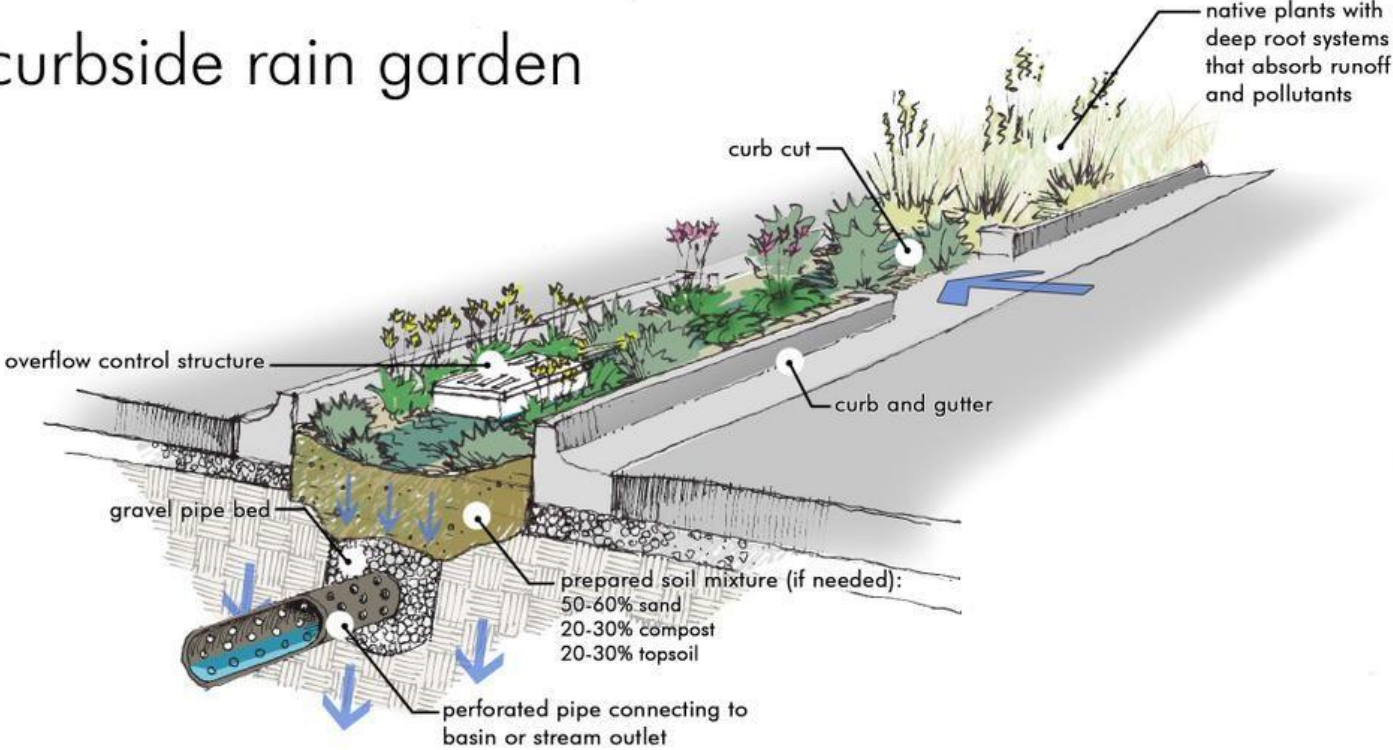 curbside rain garden
native plants with
deep root systems
that absorb runoff
and pollutants
curb cut
overflow control structure
curb and gutter
gravel pipe bed
prepared soil mixture (if needed):
50-60% sand
20-30% compost
20-30% topsoil
perforated pipe connecting to
basin or stream outlet